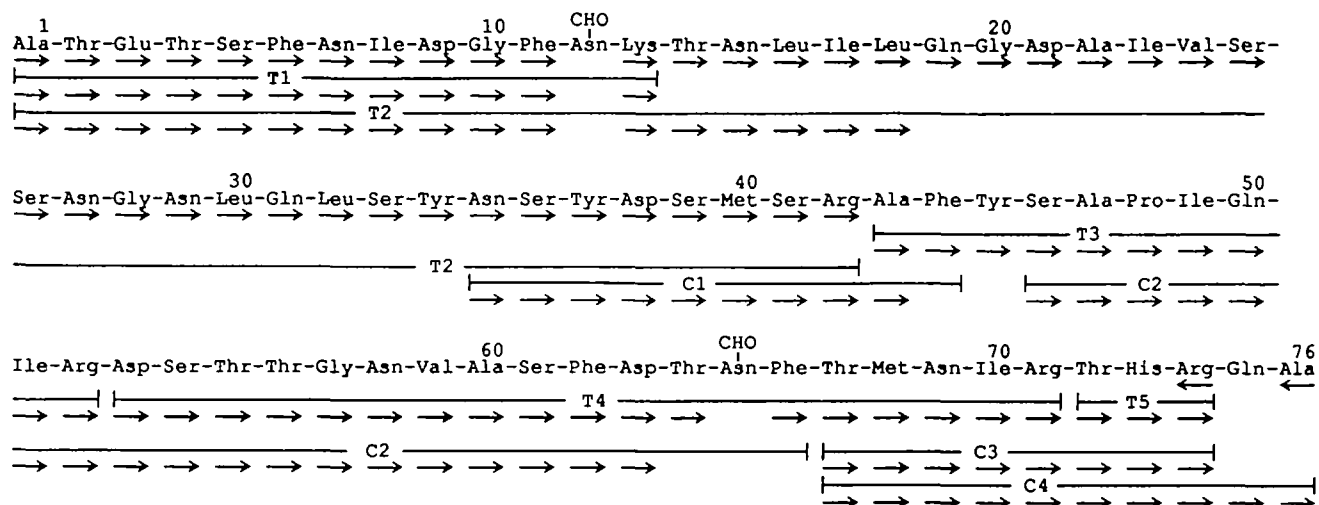 1 10 CHO 20
Ala-Thr-Glu-Thr-Ser-Phe-Asn-Ile-Asp-Gly-Phe-Asn-Lys-Thr-Asn-Leu-Ile-Leu-Gln-Gly-Asp-Ala-Ile-Val-Ser-
T1
T2
30 40 50
Ser-Asn-Gly-Asn-Leu-Gln-Leu-Ser-Tyr-Asn-Ser-Tyr-Asp-Ser-Met-Ser-Arg-Ala-Phe-Tyr-Ser-Ala-Pro-Ile-Gln-
T3
T2
C1 C2
60 CHO 70 76
Ile-Arg-Asp-Ser-Thr-Thr-Gly-Asn-Val-Ala-Ser-Phe-Asp-Thr-Asn-Phe-Thr-Met-Asn-Ile-Arg-Thr-His-Arg-Gln-Ala
T4 T5
C2 C3
C4